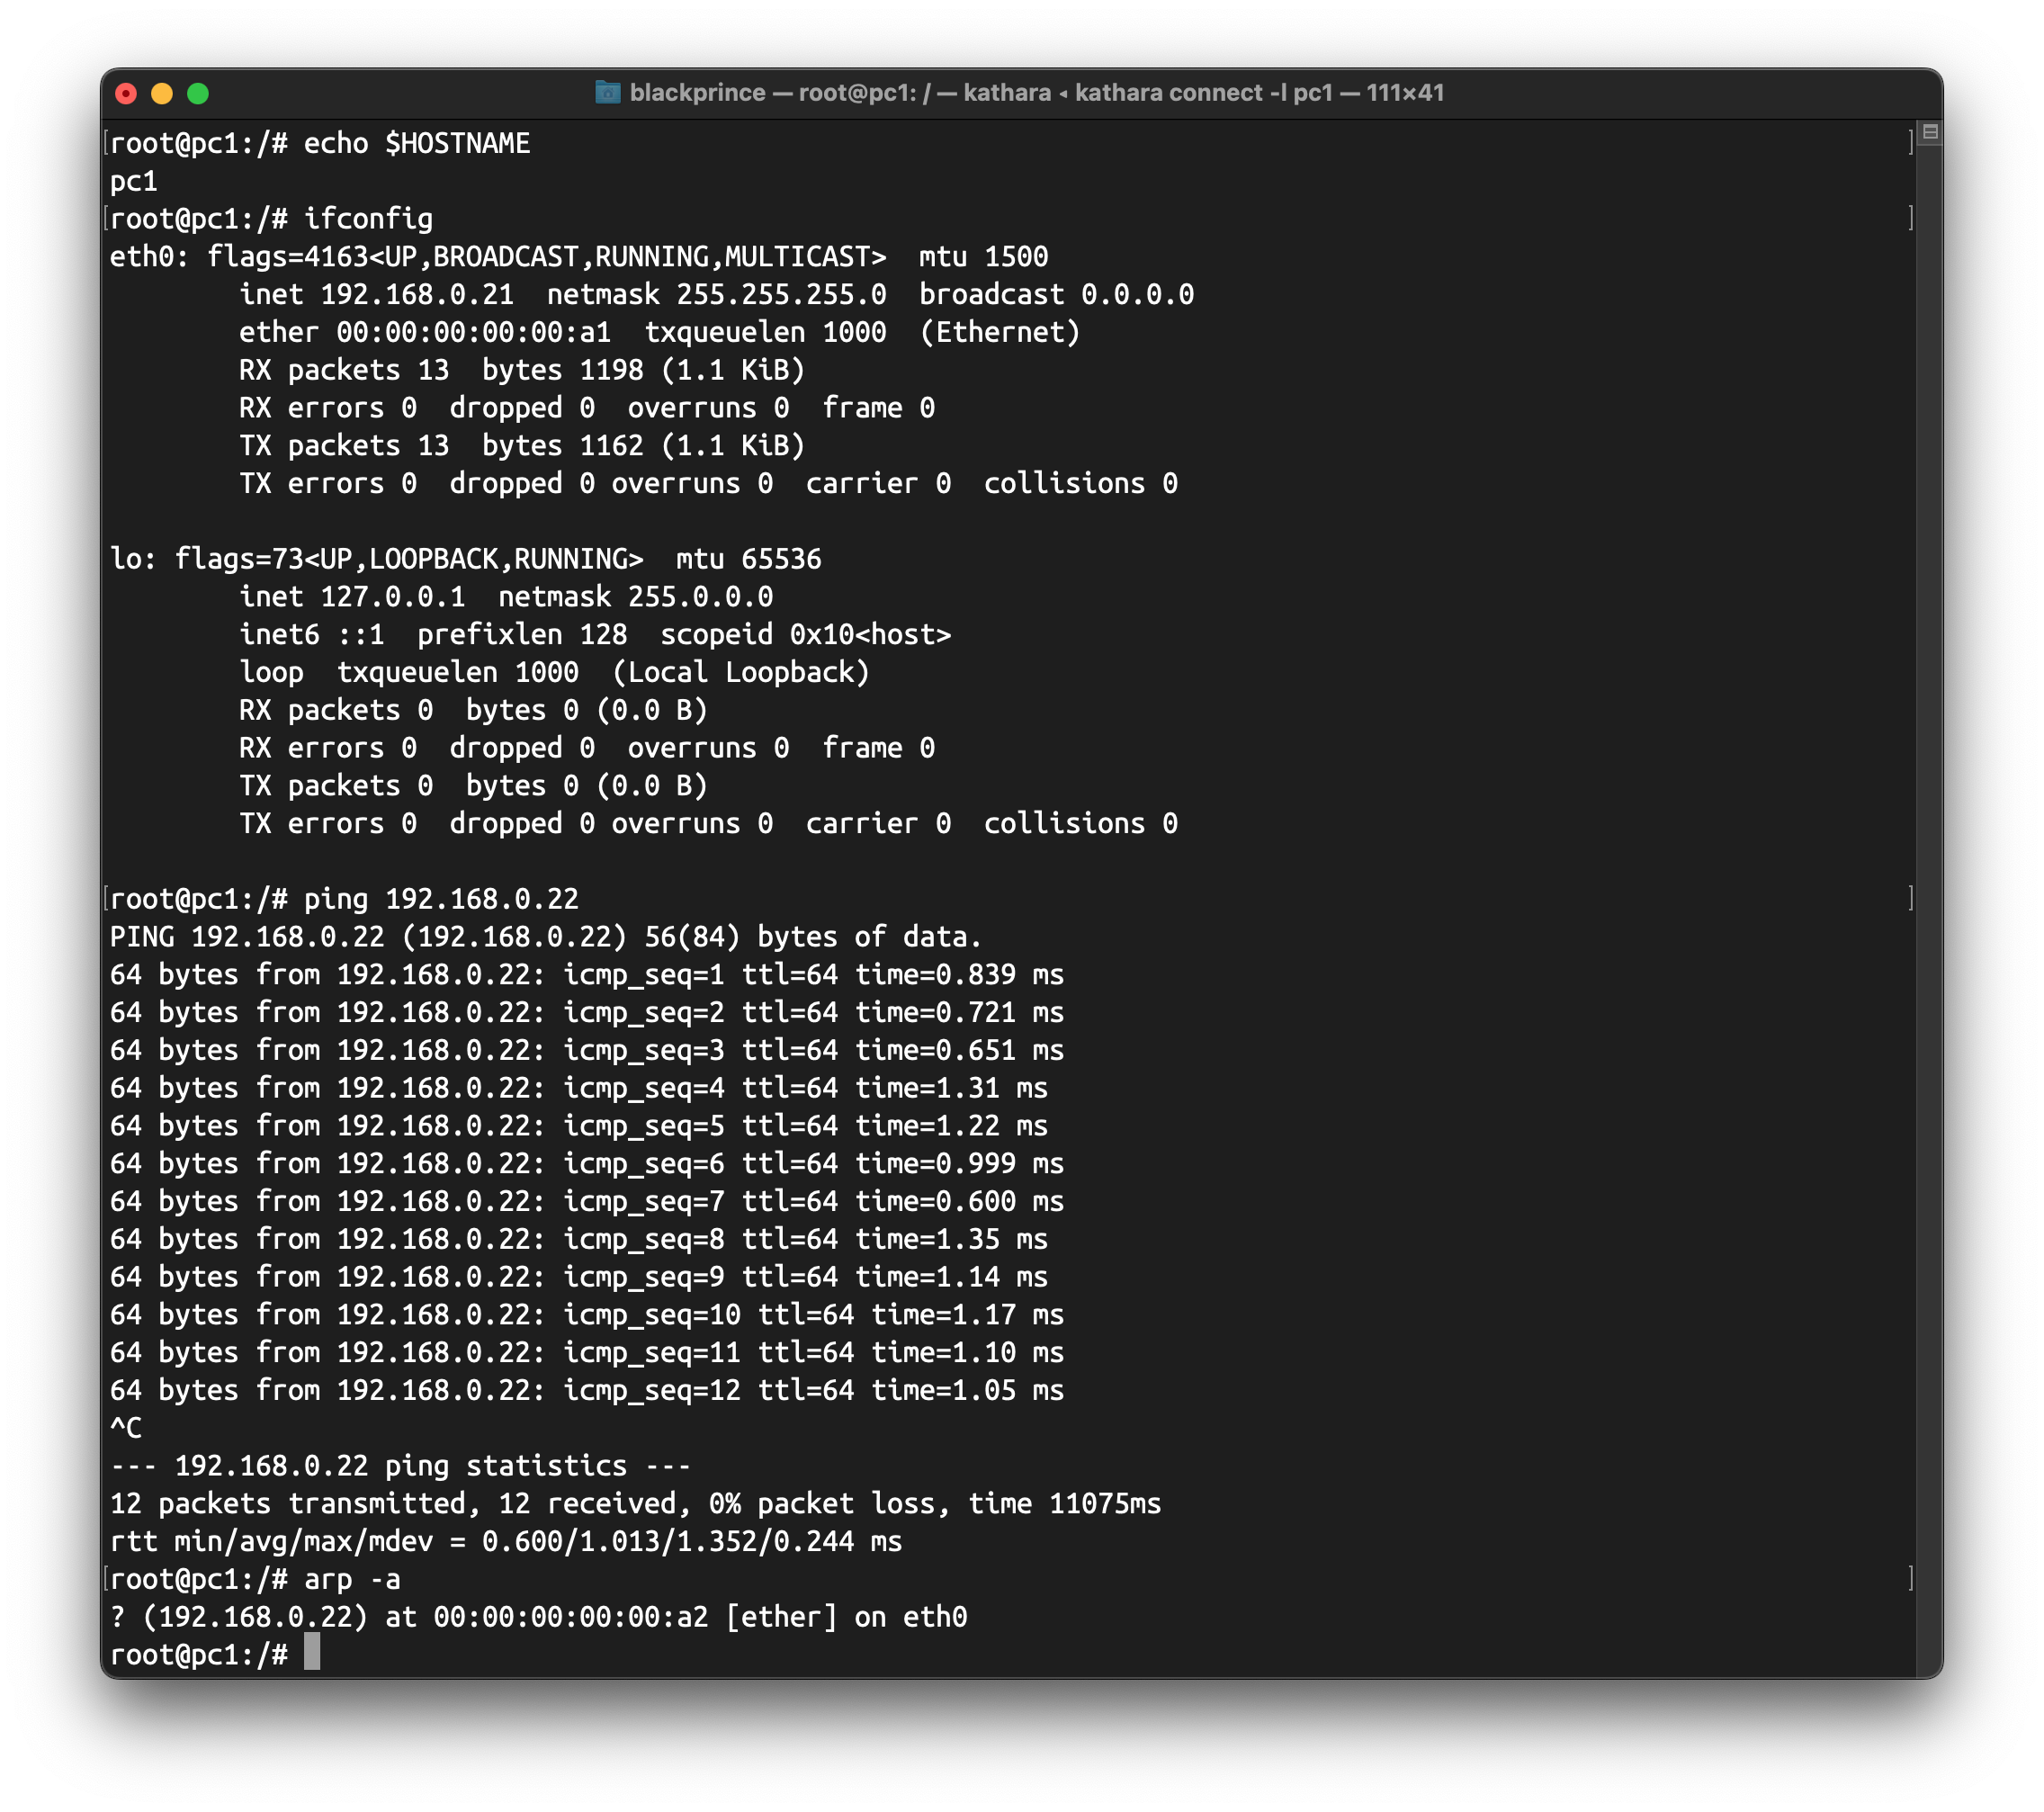 blackprince — root@pc1: / — kathara ◂ kathara connect -l pc1 — 111×41
[root@pc1:/# echo $HOSTNAME ]
pc1
[root@pc1:/# ifconfig ]
eth0: flags=4163<UP,BROADCAST,RUNNING,MULTICAST>  mtu 1500
        inet 192.168.0.21  netmask 255.255.255.0  broadcast 0.0.0.0
        ether 00:00:00:00:00:a1  txqueuelen 1000  (Ethernet)
        RX packets 13  bytes 1198 (1.1 KiB)
        RX errors 0  dropped 0  overruns 0  frame 0
        TX packets 13  bytes 1162 (1.1 KiB)
        TX errors 0  dropped 0 overruns 0  carrier 0  collisions 0

lo: flags=73<UP,LOOPBACK,RUNNING>  mtu 65536
        inet 127.0.0.1  netmask 255.0.0.0
        inet6 ::1  prefixlen 128  scopeid 0x10<host>
        loop  txqueuelen 1000  (Local Loopback)
        RX packets 0  bytes 0 (0.0 B)
        RX errors 0  dropped 0  overruns 0  frame 0
        TX packets 0  bytes 0 (0.0 B)
        TX errors 0  dropped 0 overruns 0  carrier 0  collisions 0

[root@pc1:/# ping 192.168.0.22 ]
PING 192.168.0.22 (192.168.0.22) 56(84) bytes of data.
64 bytes from 192.168.0.22: icmp_seq=1 ttl=64 time=0.839 ms
64 bytes from 192.168.0.22: icmp_seq=2 ttl=64 time=0.721 ms
64 bytes from 192.168.0.22: icmp_seq=3 ttl=64 time=0.651 ms
64 bytes from 192.168.0.22: icmp_seq=4 ttl=64 time=1.31 ms
64 bytes from 192.168.0.22: icmp_seq=5 ttl=64 time=1.22 ms
64 bytes from 192.168.0.22: icmp_seq=6 ttl=64 time=0.999 ms
64 bytes from 192.168.0.22: icmp_seq=7 ttl=64 time=0.600 ms
64 bytes from 192.168.0.22: icmp_seq=8 ttl=64 time=1.35 ms
64 bytes from 192.168.0.22: icmp_seq=9 ttl=64 time=1.14 ms
64 bytes from 192.168.0.22: icmp_seq=10 ttl=64 time=1.17 ms
64 bytes from 192.168.0.22: icmp_seq=11 ttl=64 time=1.10 ms
64 bytes from 192.168.0.22: icmp_seq=12 ttl=64 time=1.05 ms
^C
--- 192.168.0.22 ping statistics ---
12 packets transmitted, 12 received, 0% packet loss, time 11075ms
rtt min/avg/max/mdev = 0.600/1.013/1.352/0.244 ms
[root@pc1:/# arp -a ]
? (192.168.0.22) at 00:00:00:00:00:a2 [ether] on eth0
root@pc1:/#